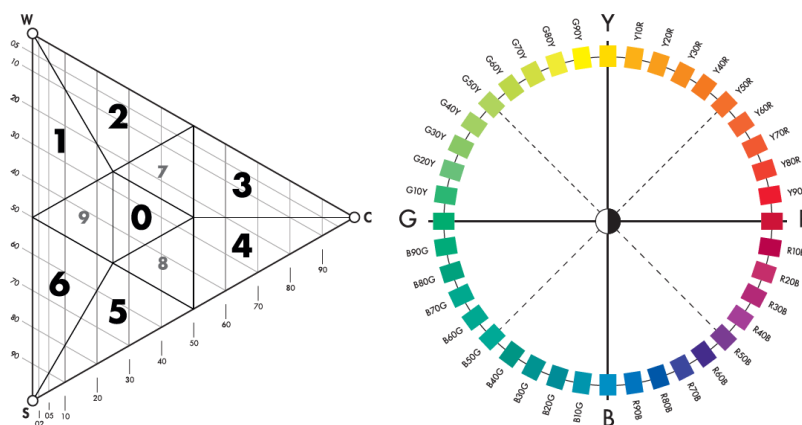 W
05
10
20
30
40
50
60
70
80
90
S
02
05
10
20
30
40
50
60
70
80
90
C
1
2
7
3
9
0
4
8
6
5
Y
Y10R
Y20R
Y30R
Y40R
Y50R
Y60R
Y70R
Y80R
Y90
R10B
R20B
R30B
R40B
R50B
R60B
R70B
R80B
R90B
B
B10G
B20G
B30G
B40G
B50G
B60G
B70G
B80G
B90G
G
G10Y
G20Y
G30Y
G40Y
G50Y
G60Y
G70Y
G80Y
G90Y